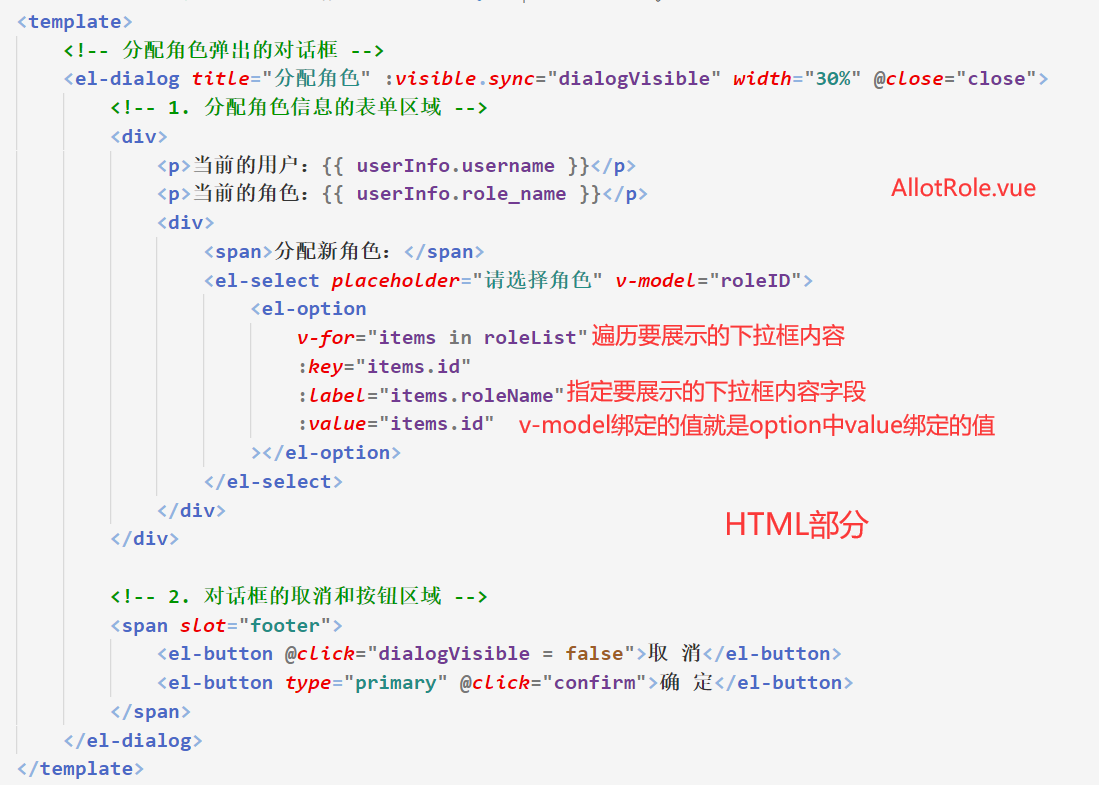 <template>
<!-- 分配角色弹出的对话框 -->
<el-dialog title="分配角色" :visible.sync="dialogVisible" width="30%" @close="close">
<!-- 1. 分配角色信息的表单区域 -->
<div>
<p>当前的用户：{{ userInfo.username }}</p>
<p>当前的角色：{{ userInfo.role_name }}</p>
AllotRole.vue
<div>
<span>分配新角色：</span>
<el-select placeholder="请选择角色" v-model="roleID">
<el-option
v-for="items in roleList" 遍历要展示的下拉框内容
:key="items.id"
:label="items.roleName" 指定要展示的下拉框内容字段
:value="items.id" v-model绑定的值就是option中value绑定的值
></el-option>
</el-select>
</div>
HTML部分
</div>
<!-- 2. 对话框的取消和按钮区域 -->
<span slot="footer">
<el-button @click="dialogVisible = false">取 消</el-button>
<el-button type="primary" @click="confirm">确 定</el-button>
</span>
</el-dialog>
</template>